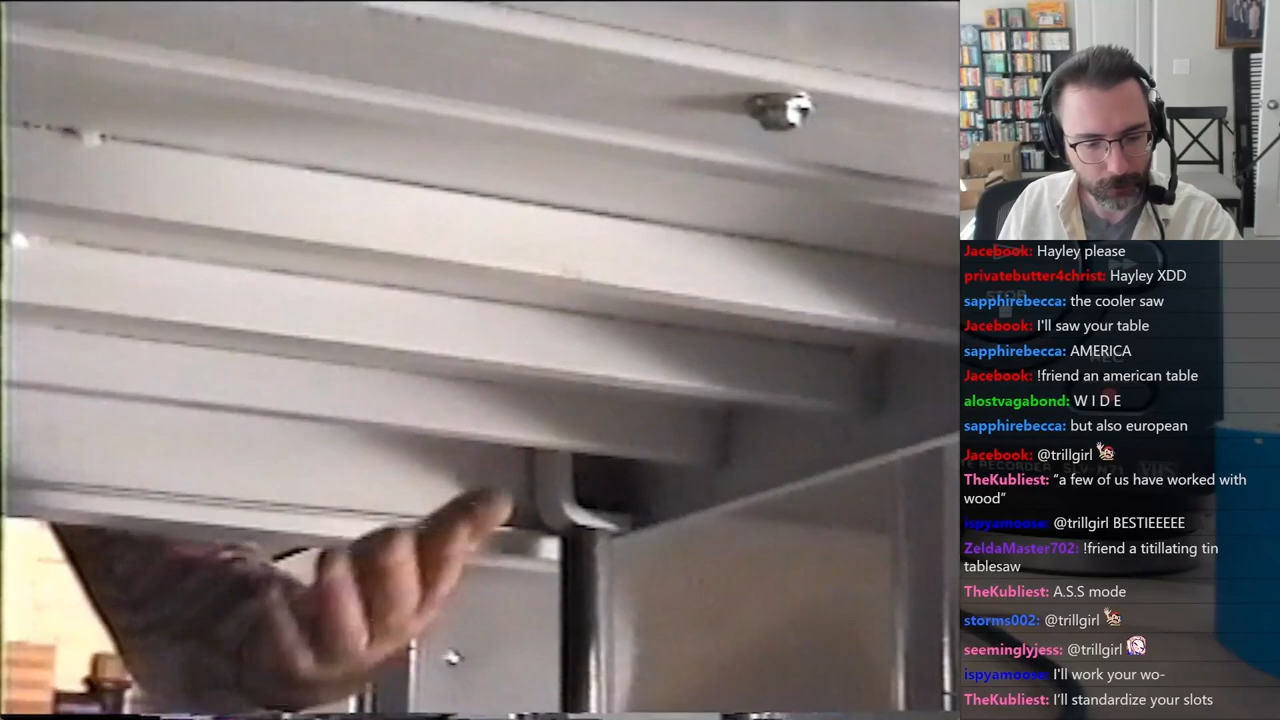 Jacebook: Hayley please
privatebutter4christ: Hayley XDD
sapphirebecca: the cooler saw
STOP
Jacebook: I'll saw your table
sapphirebecca: AMERICA
REC
Jacebook: !friend an american table
alostvagabond: W I D E
sapphirebecca: but also european
Jacebook: @trillgirl
TheKubliest: “a few of us have worked with
wood”
ispyamoose: @trillgirl BESTIEEEEE
ZeldaMaster702: !friend a titillating tin
tablesaw
TheKubliest: A.S.S mode
storms002: @trillgirl
seeminglyjess: @trillgirl
ispyamoose: I'll work your wo-
TheKubliest: I’ll standardize your slots